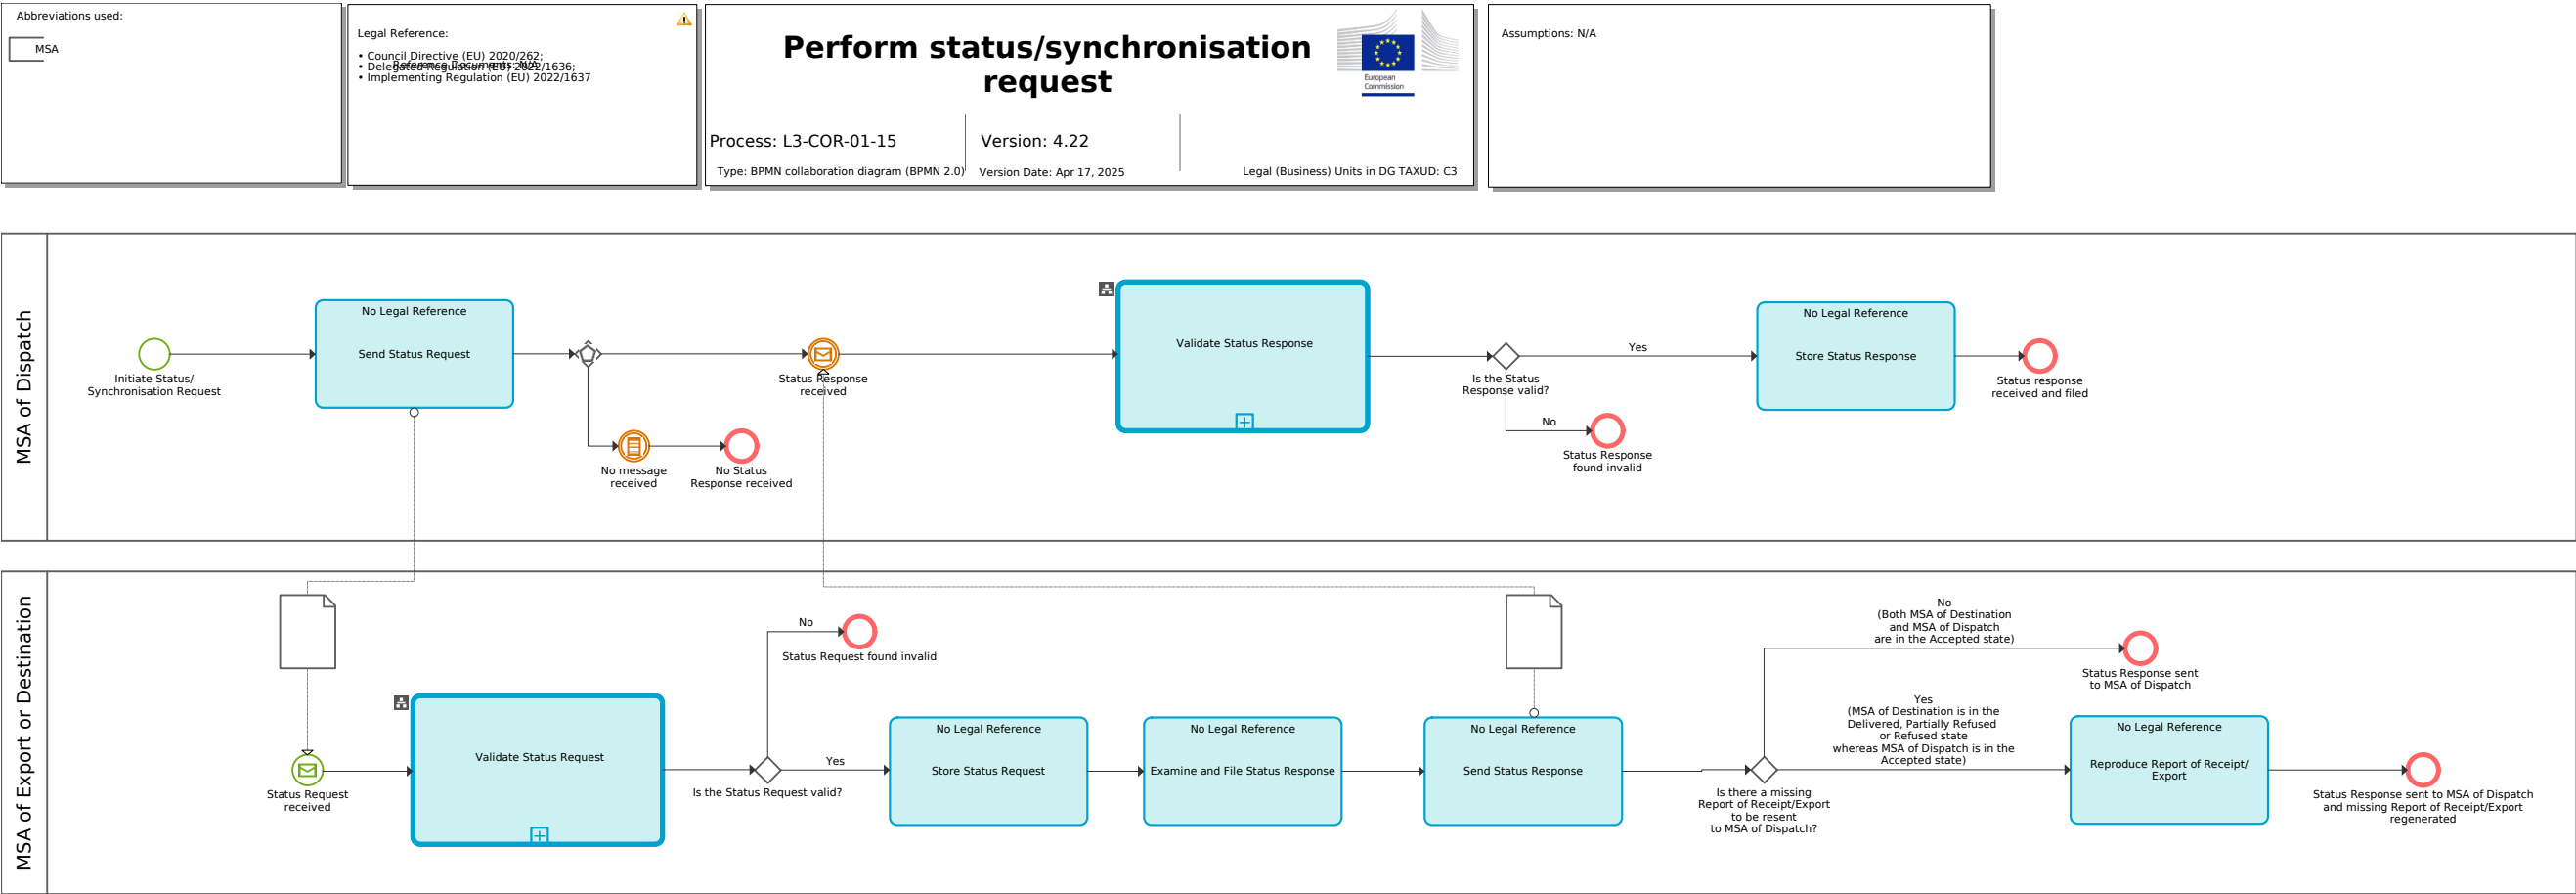 Abbreviations used:
MSA
Legal Reference:
• Council Directive (EU) 2020/262;
• Delegated Regulation (EU) 2022/1636;
Reference Documents: N/A
• Implementing Regulation (EU) 2022/1637
Perform status/synchronisation
request
European
Commission
Process: L3-COR-01-15
Version: 4.22
Type: BPMN collaboration diagram (BPMN 2.0)
Version Date: Apr 17, 2025
Legal (Business) Units in DG TAXUD: C3
Assumptions: N/A
MSA of Dispatch
Initiate Status/
Synchronisation Request
No Legal Reference
Send Status Request
No message
received
No Status
Response received
Status Response
received
Validate Status Response
Is the Status
Response valid?
Yes
No
Status Response
found invalid
No Legal Reference
Store Status Response
Status response
received and filed
MSA of Export or Destination
Status Request
received
Validate Status Request
Is the Status Request valid?
No
Status Request found invalid
Yes
No Legal Reference
Store Status Request
No Legal Reference
Examine and File Status Response
No Legal Reference
Send Status Response
Is there a missing
Report of Receipt/Export
to be resent
to MSA of Dispatch?
No
(Both MSA of Destination
and MSA of Dispatch
are in the Accepted state)
Status Response sent
to MSA of Dispatch
Yes
(MSA of Destination is in the
Delivered, Partially Refused
or Refused state
whereas MSA of Dispatch is in the
Accepted state)
No Legal Reference
Reproduce Report of Receipt/
Export
Status Response sent to MSA of Dispatch
and missing Report of Receipt/Export
regenerated